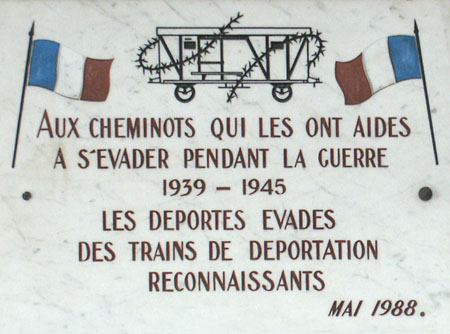 AUX CHEMINOTS QUI LES ONT AIDES
A S'EVADER PENDANT LA GUERRE
1939 - 1945
LES DEPORTES EVADES
DES TRAINS DE DEPORTATION
RECONNAISSANTS
MAI 1988.